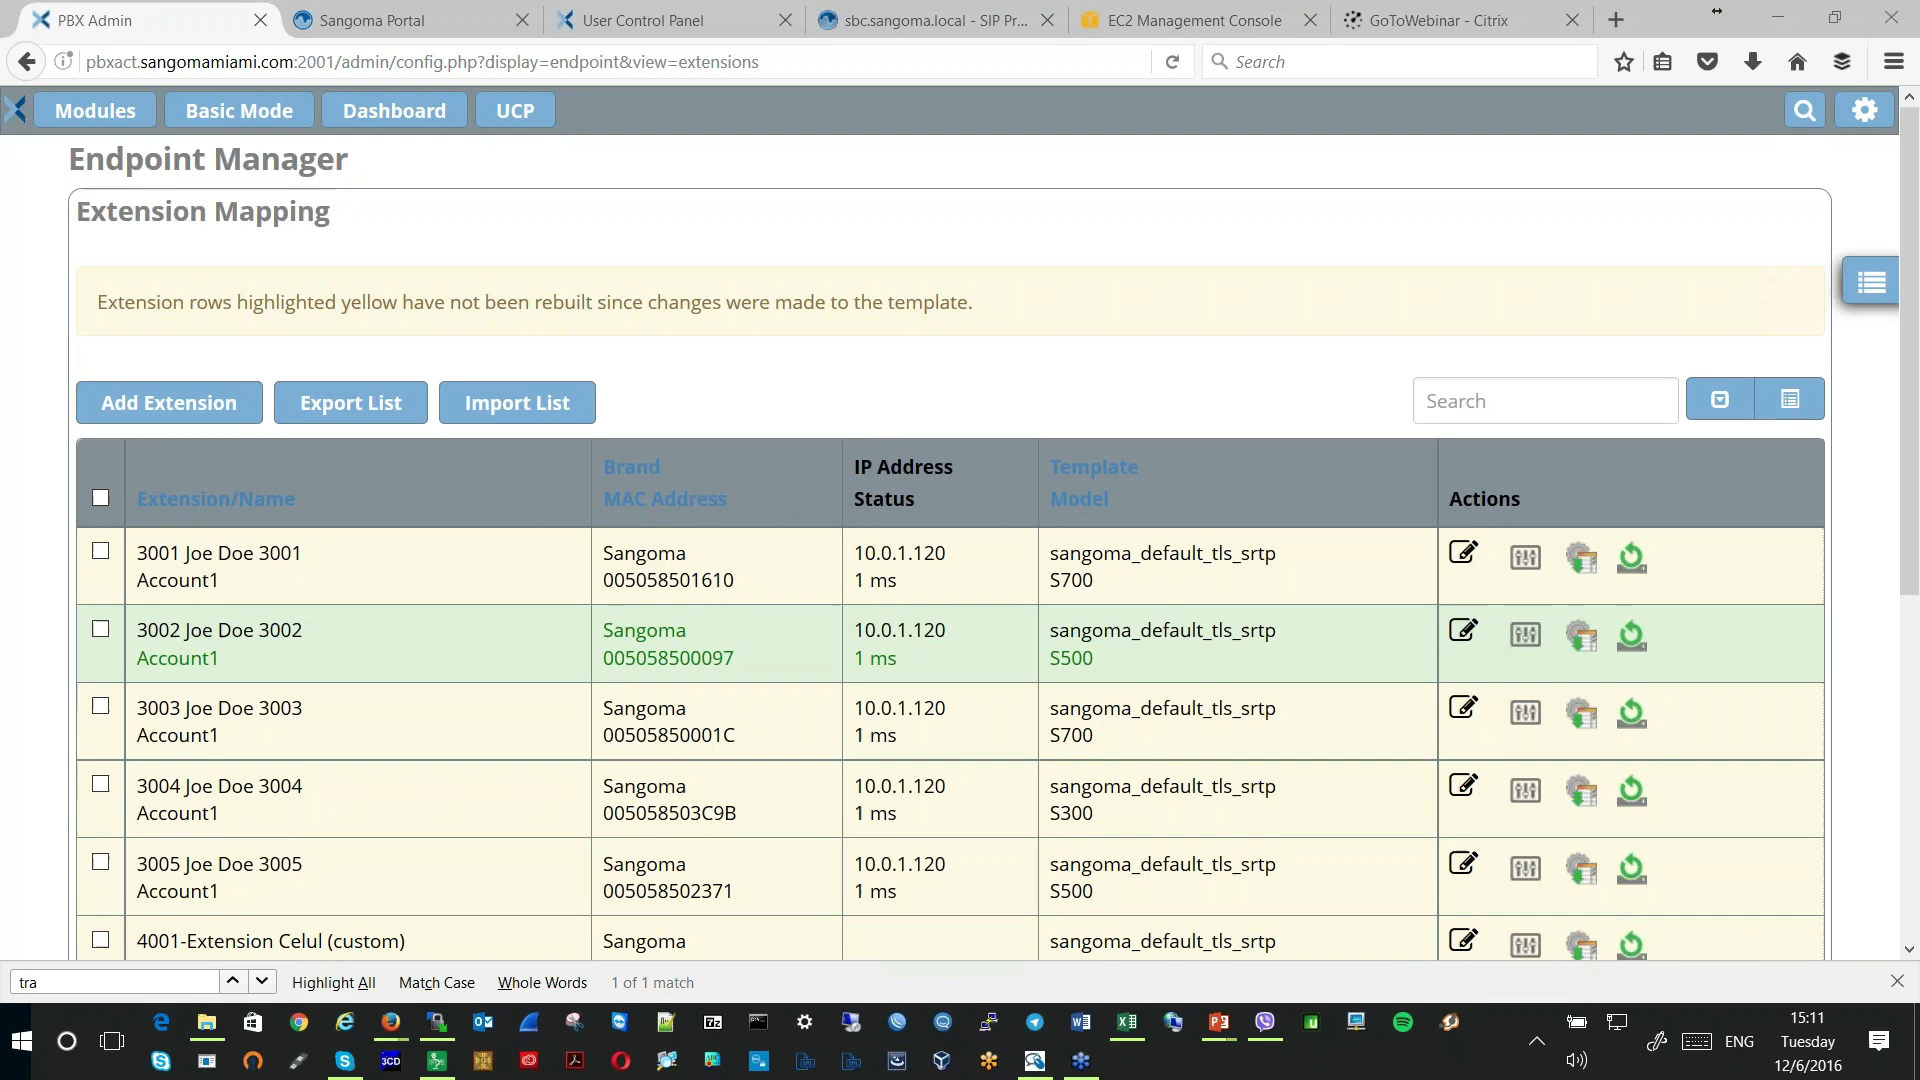 PBX Admin
Sangoma Portal
User Control Panel
sbc.sangoma.local - SIP Pr...
EC2 Management Console
GoToWebinar - Citrix
pbxact.sangomamiami.com:2001/admin/config.php?display=endpoint&view=extensions
Search
Modules
Basic Mode
Dashboard
UCP
Endpoint Manager
Extension Mapping
Extension rows highlighted yellow have not been rebuilt since changes were made to the template.
Add Extension
Export List
Import List
Search
Extension/Name
Brand
MAC Address
IP Address
Status
Template
Model
Actions
3001 Joe Doe 3001
Account1
Sangoma
005058501610
10.0.1.120
1 ms
sangoma_default_tls_srtp
S700
3002 Joe Doe 3002
Account1
Sangoma
005058500097
10.0.1.120
1 ms
sangoma_default_tls_srtp
S500
3003 Joe Doe 3003
Account1
Sangoma
00505850001C
10.0.1.120
1 ms
sangoma_default_tls_srtp
S700
3004 Joe Doe 3004
Account1
Sangoma
005058503C9B
10.0.1.120
1 ms
sangoma_default_tls_srtp
S300
3005 Joe Doe 3005
Account1
Sangoma
005058502371
10.0.1.120
1 ms
sangoma_default_tls_srtp
S500
4001-Extension Celul (custom)
Sangoma
sangoma_default_tls_srtp
tra
Highlight All
Match Case
Whole Words
1 of 1 match
7z
3CD
ENG
15:11
Tuesday
12/6/2016